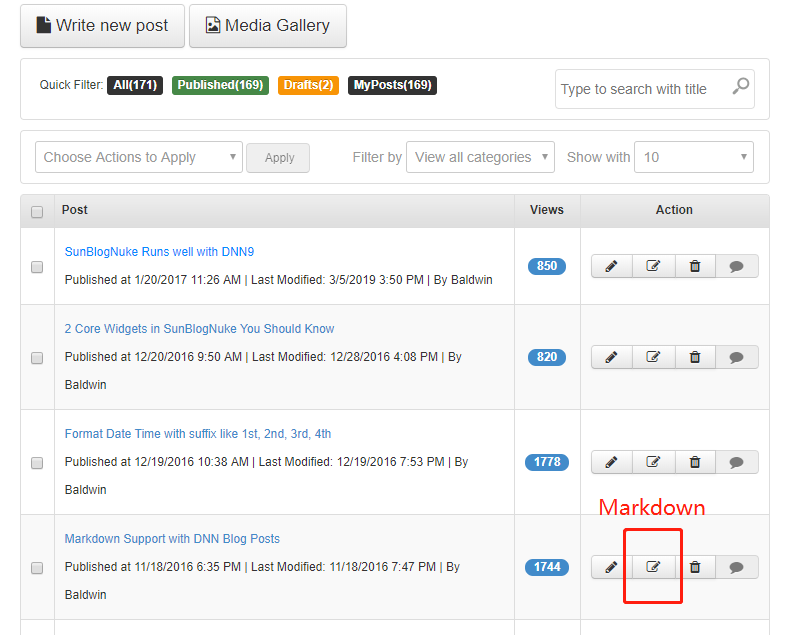 Write new post Media Gallery
Quick Filter: All(171) Published(169) Drafts(2) MyPosts(169) Type to search with title
Choose Actions to Apply Apply Filter by View all categories Show with 10
Post Views Action
SunBlogNuke Runs well with DNN9
Published at 1/20/2017 11:26 AM | Last Modified: 3/5/2019 3:50 PM | By Baldwin
850
2 Core Widgets in SunBlogNuke You Should Know
Published at 12/20/2016 9:50 AM | Last Modified: 12/28/2016 4:08 PM | By
Baldwin
820
Format Date Time with suffix like 1st, 2nd, 3rd, 4th
Published at 12/19/2016 10:38 AM | Last Modified: 12/19/2016 7:53 PM | By
Baldwin
1778
Markdown
Markdown Support with DNN Blog Posts
Published at 11/18/2016 6:35 PM | Last Modified: 11/18/2016 7:47 PM | By
Baldwin
1744